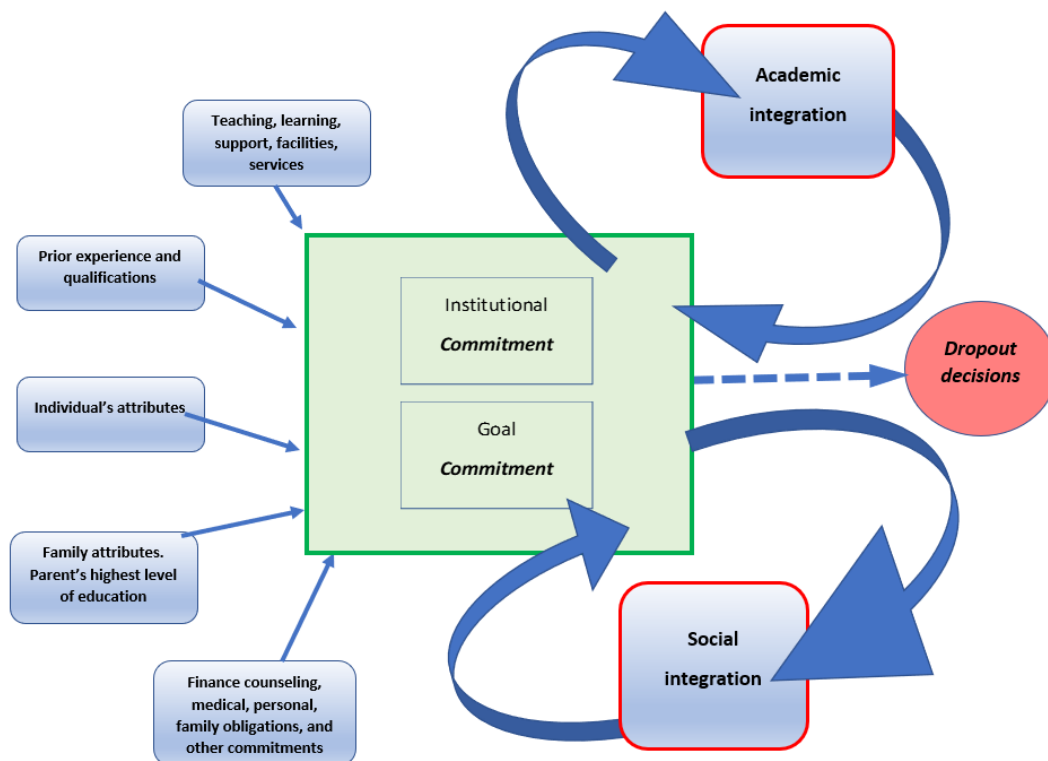 Academic
integration
Teaching, learning,
support, facilities,
services
Prior experience and
qualifications
Institutional
Commitment
Dropout
decisions
Individual’s attributes
Goal
Commitment
Family attributes.
Parent’s highest level
of education
Social
integration
Finance counseling,
medical, personal,
family obligations, and
other commitments